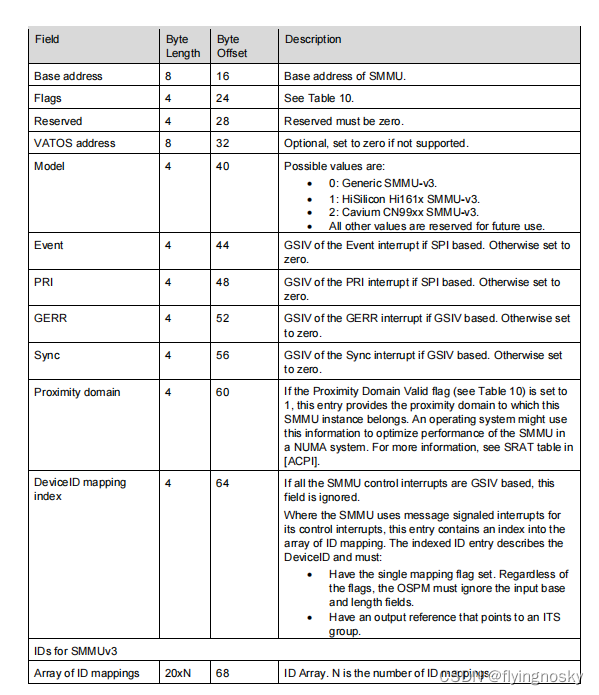 Field Byte Length Byte Offset Description
Base address 8 16 Base address of SMMU.
Flags 4 24 See Table 10.
Reserved 4 28 Reserved must be zero.
VATOS address 8 32 Optional, set to zero if not supported.
Model 4 40 Possible values are:
• 0: Generic SMMU-v3.
• 1: HiSilicon Hi161x SMMU-v3.
• 2: Cavium CN99xx SMMU-v3.
• All other values are reserved for future use.
Event 4 44 GSIV of the Event interrupt if SPI based. Otherwise set to
zero.
PRI 4 48 GSIV of the PRI interrupt if SPI based. Otherwise set to
zero.
GERR 4 52 GSIV of the GERR interrupt if GSIV based. Otherwise set
to zero.
Sync 4 56 GSIV of the Sync interrupt if GSIV based. Otherwise set
to zero.
Proximity domain 4 60 If the Proximity Domain Valid flag (see Table 10) is set to
1, this entry provides the proximity domain to which this
SMMU instance belongs. An operating system might use
this information to optimize performance of the SMMU in
a NUMA system. For more information, see SRAT table in
[ACPI].
DeviceID mapping index 4 64 If all the SMMU control interrupts are GSIV based, this
field is ignored.
Where the SMMU uses message signaled interrupts for
its control interrupts, this entry contains an index into the
array of ID mapping. The indexed ID entry describes the
DeviceID and must:
• Have the single mapping flag set. Regardless of
the flags, the OSPM must ignore the input base
and length fields.
• Have an output reference that points to an ITS
group.
IDs for SMMUv3
Array of ID mappings 20xN 68 ID Array. N is the number of ID mappings
CSDN @flyingnosky